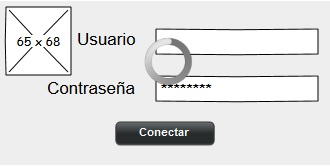 65 x 68
Usuario
Contraseña
********
Conectar